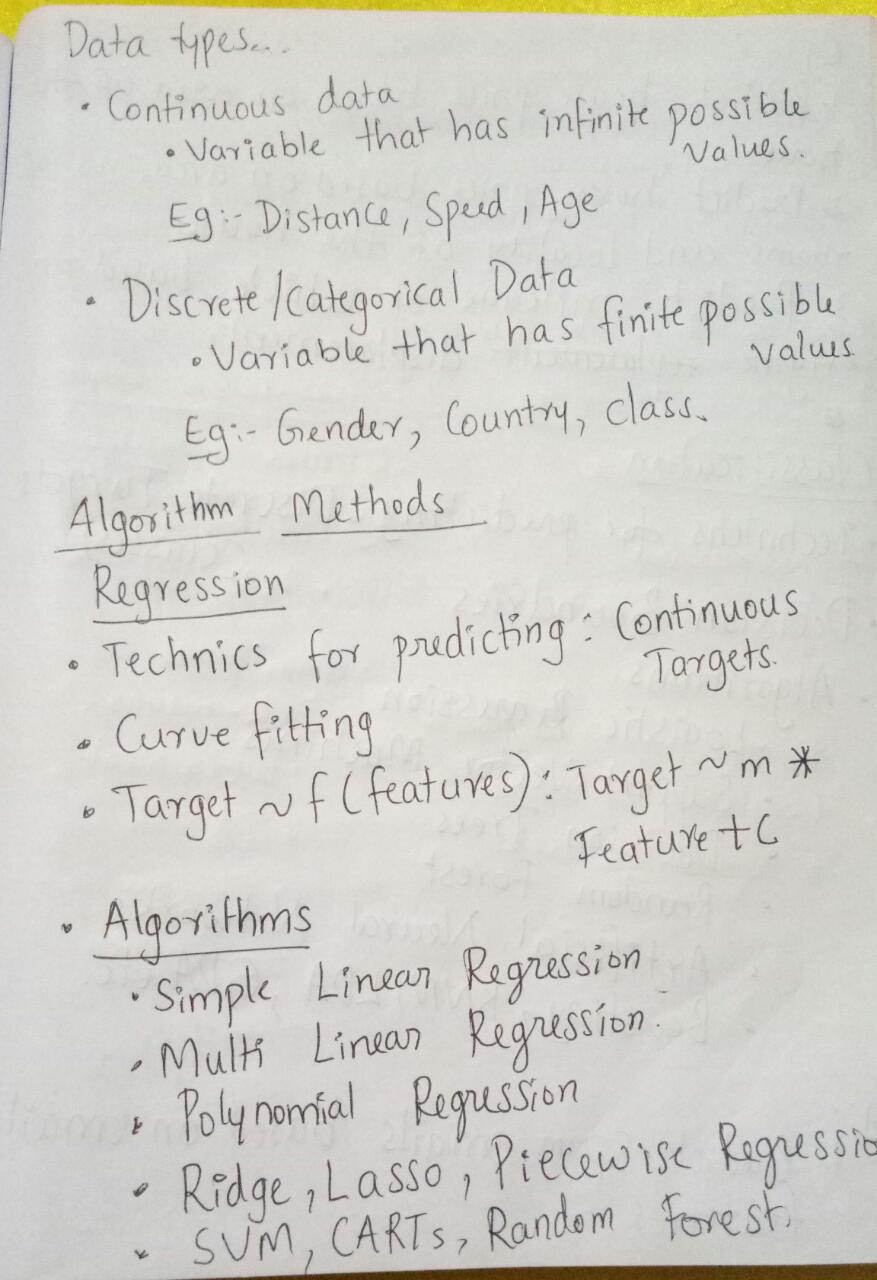 Data types...
• Continuous data
• Variable that has infinite possible
values.
Eg:- Distance, Speed, Age
• Discrete/Categorical Data
• Variable that has finite possible
values
Eg:- Gender, Country, class.
Algorithm Methods
Regression
• Technics for predicting : Continuous
Targets.
• Curve fitting
• Target ~ f (features) : Target ~ m *
Feature + C
• Algorithms
• Simple Linear Regression
• Multi Linear Regression.
• Polynomial Regression
• Ridge, Lasso, Piecewise Regressio
• SVM, CARTs, Random Forest.